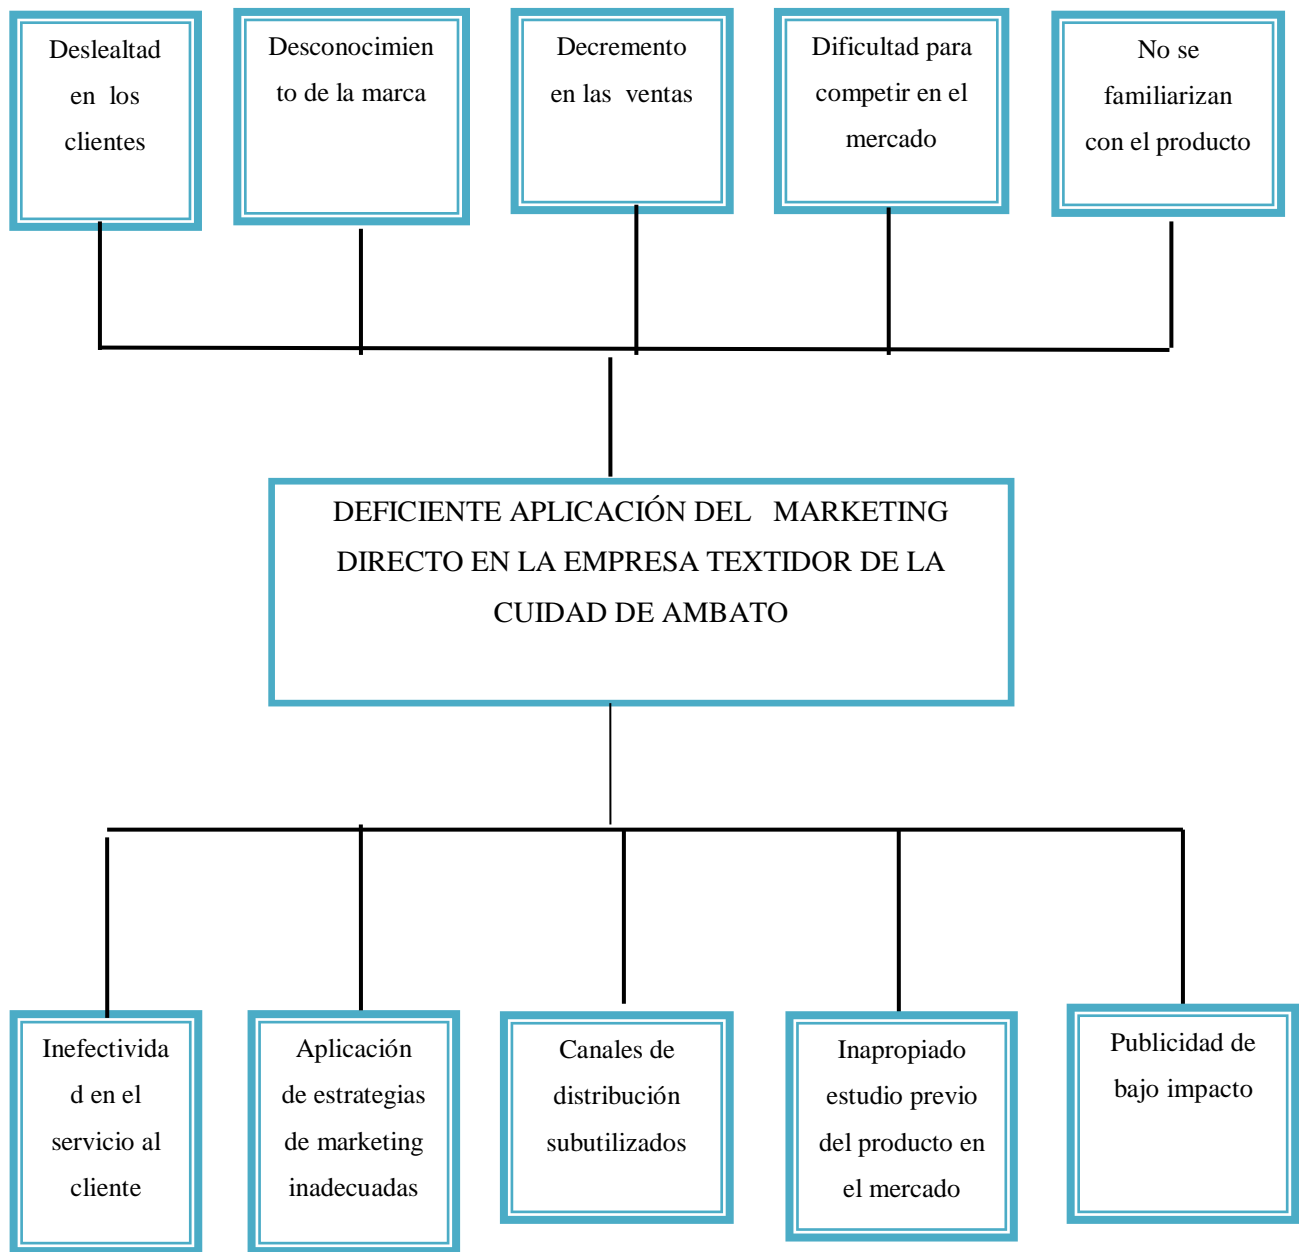 Deslealtad
en los
clientes
Desconocimien
to de la marca
Decremento
en las ventas
Dificultad para
competir en el
mercado
No se
familiarizan
con el producto
DEFICIENTE APLICACIÓN DEL MARKETING
DIRECTO EN LA EMPRESA TEXTIDOR DE LA
CUIDAD DE AMBATO
Inefectivida
d en el
servicio al
cliente
Aplicación
de estrategias
de marketing
inadecuadas
Canales de
distribución
subutilizados
Inapropiado
estudio previo
del producto en
el mercado
Publicidad de
bajo impacto